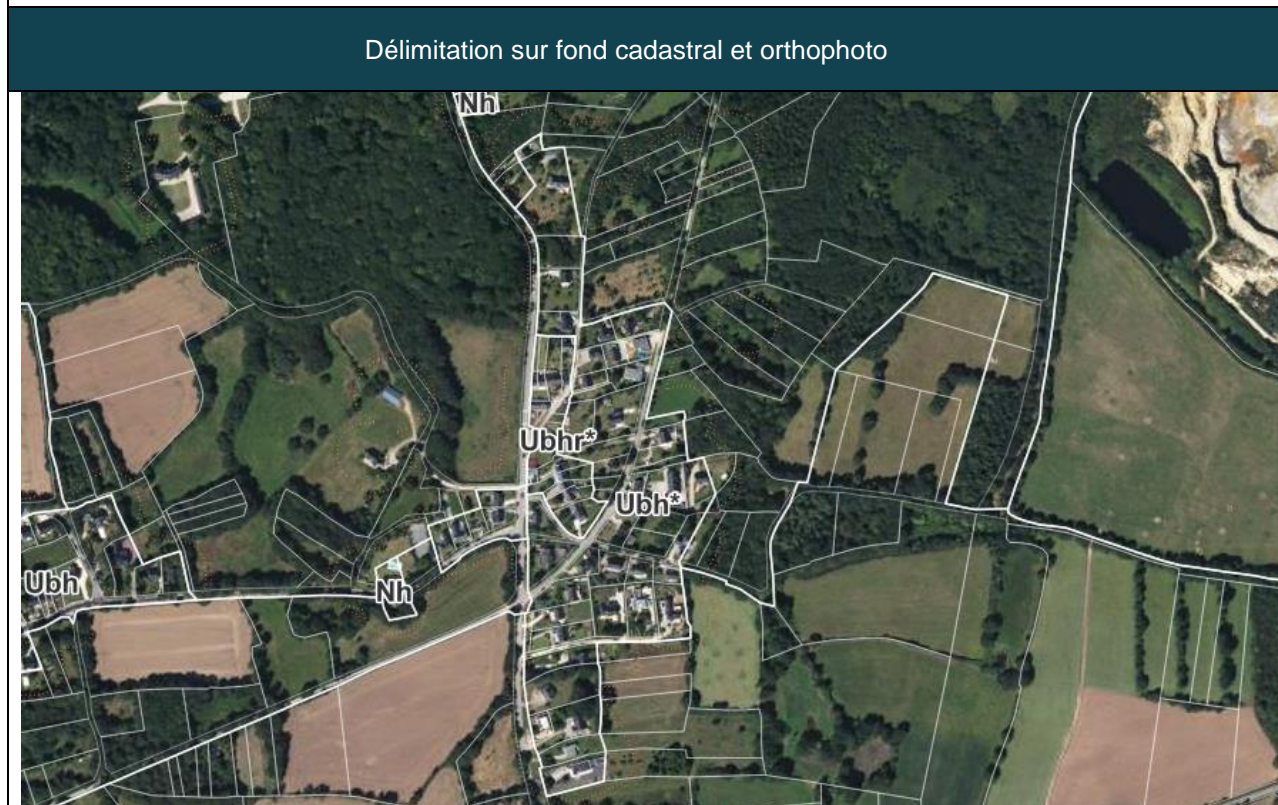 Délimitation sur fond cadastral et orthophoto
Nh
Ubhr*
Ubh*
Ubh
Nh